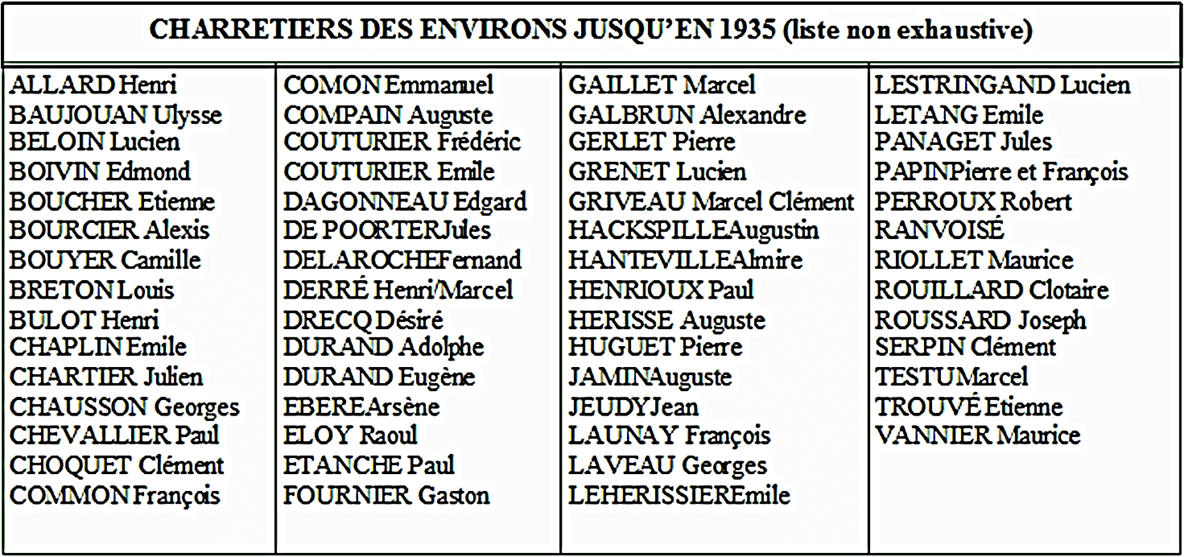 CHARRETIERS DES ENVIRONS JUSQU'EN 1935 (liste non exhaustive)
ALLARD Henri
BAUJOUAN Ulysse
BELOIN Lucien
BOIVIN Edmond
BOUCHER Etienne
BOURCIER Alexis
BOUYER Camille
BRETON Louis
BULOT Henri
CHAPLIN Emile
CHARTIER Julien
CHAUSSON Georges
CHEVALLIER Paul
CHOQUET Clément
COMMON François
COMON Emmanuel
COMPAIN Auguste
COUTURIER Frédéric
COUTURIER Emile
DAGONNEAU Edgard
DE POORTERJules
DELAROCHEFernand
DERRÉ Henri/Marcel
DRECQ Désiré
DURAND Adolphe
DURAND Eugène
EBEREArsène
ELOY Raoul
ETANCHE Paul
FOURNIER Gaston
GAILLET Marcel
GALBRUN Alexandre
GERLET Pierre
GRENET Lucien
GRIVEAU Marcel Clément
HACKSPILLEAugustin
HANTEVILLEAlmire
HENRIOUX Paul
HERISSE Auguste
HUGUET Pierre
JAMINAuguste
JEUDYJean
LAUNAY François
LAVEAU Georges
LEHERISSIEREmile
LESTRINGAND Lucien
LETANG Emile
PANAGET Jules
PAPINPierre et François
PERROUX Robert
RANVOISÉ
RIOLLET Maurice
ROUILLARD Clotaire
ROUSSARD Joseph
SERPIN Clément
TESTUMarcel
TROUVÉ Etienne
VANNIER Maurice